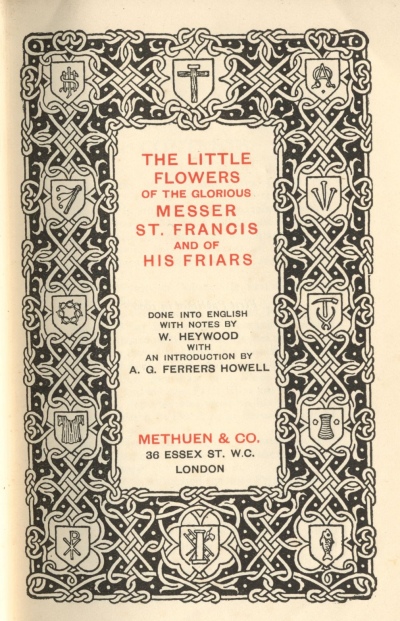 THE LITTLE
FLOWERS
OF THE GLORIOUS
MESSER
ST. FRANCIS
AND OF
HIS FRIARS
DONE INTO ENGLISH
WITH NOTES BY
W. HEYWOOD
WITH
AN INTRODUCTION BY
A. G. FERRERS HOWELL
METHUEN & CO.
36 ESSEX ST. W.C.
LONDON